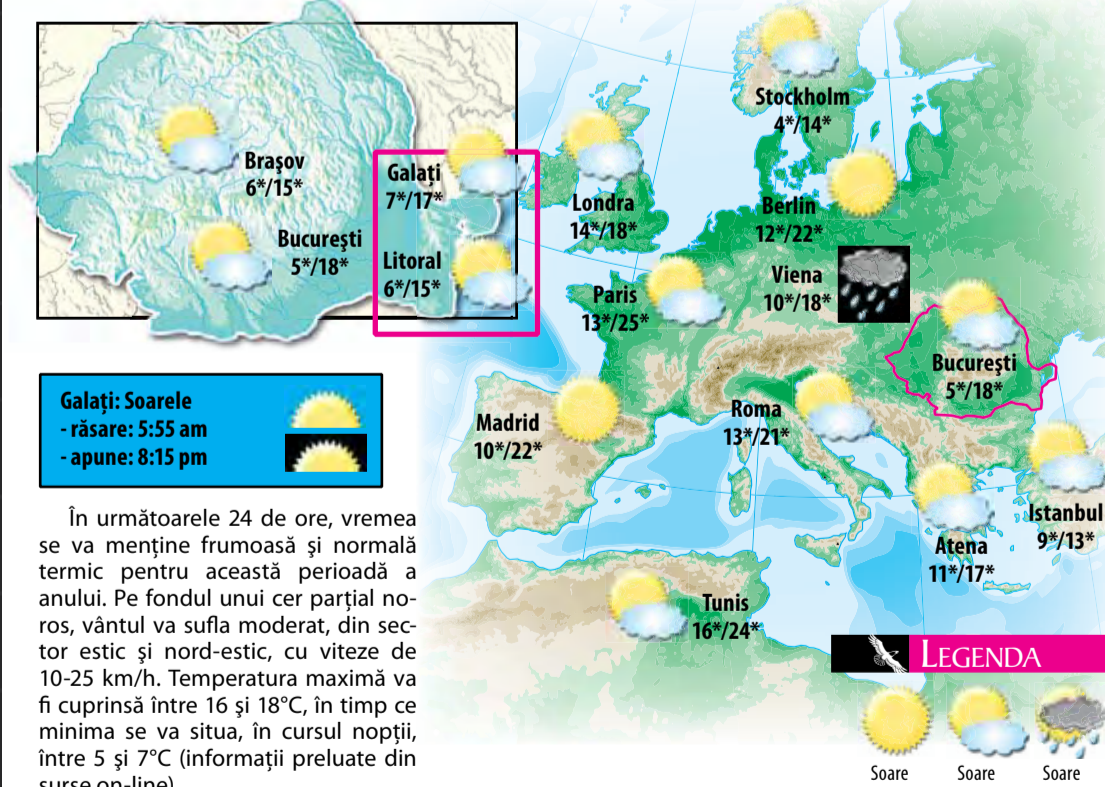 Braşov
6*/15*
Bucureşti
5*/18*
Galaţi
7*/17*
Litoral
6*/15*
Stockholm
4*/14*
Londra
14*/18*
Berlin
12*/22*
Viena
10*/18*
Paris
13*/25*
Bucureşti
5*/18*
Madrid
10*/22*
Roma
13*/21*
Istanbul
9*/13*
Atena
11*/17*
Tunis
16*/24*
Galaţi: Soarele
- răsare: 5:55 am
- apune: 8:15 pm
În următoarele 24 de ore, vremea
se va menţine frumoasă şi normală
termic pentru această perioadă a
anului. Pe fondul unui cer parţial no-
ros, vântul va sufla moderat, din sec-
tor estic şi nord-estic, cu viteze de
10-25 km/h. Temperatura maximă va
fi cuprinsă între 16 şi 18°C, în timp ce
minima se va situa, în cursul nopţii,
între 5 şi 7°C (informaţii preluate din
surse on-line)
LEGENDA
Soare
Soare
Soare